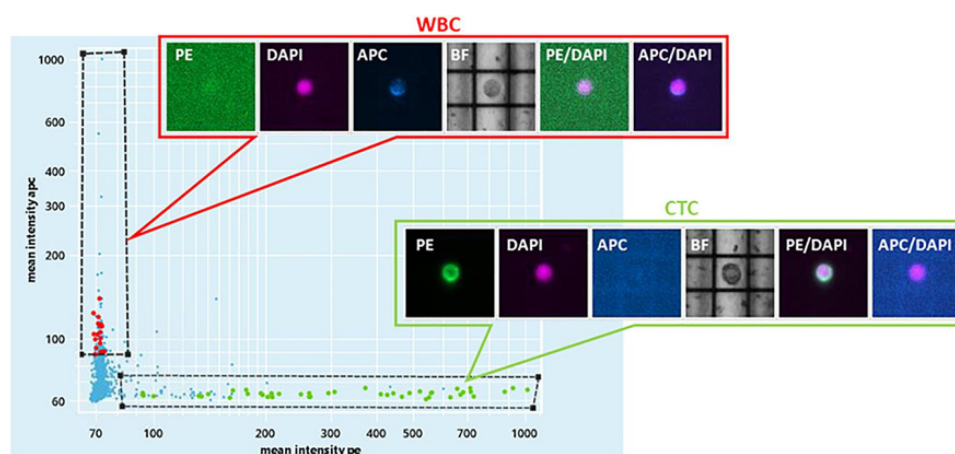 WBC
PE DAPI APC BF PE/DAPI APC/DAPI
CTC
PE DAPI APC BF PE/DAPI APC/DAPI
mean intensity apc
1000
600
400
300
200
100
60
70 100 200 300 400 500 700 1000
mean intensity pe